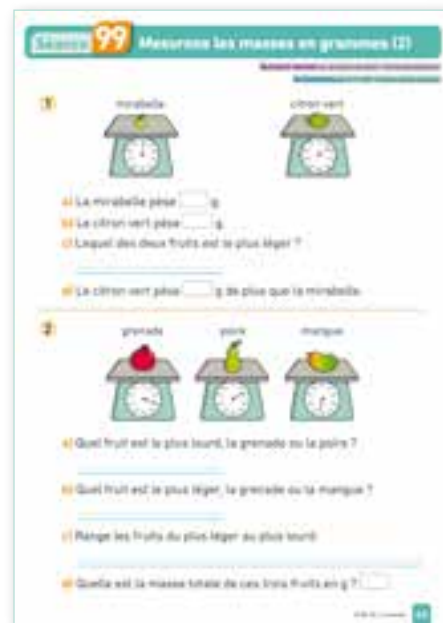 Séance 99 Mesurons les masses en grammes (2)
1
mirabelle citron vert
a) La mirabelle pèse g.
b) Le citron vert pèse g.
c) Lequel des deux fruits est le plus léger ?
d) Le citron vert pèse g de plus que la mirabelle.
2
grenade poire mangue
a) Quel fruit est le plus lourd, la grenade ou la poire ?
b) Quel fruit est le plus léger, la grenade ou la mangue ?
c) Range les fruits du plus léger au plus lourd.
d) Quelle est la masse totale de ces trois fruits en g ?